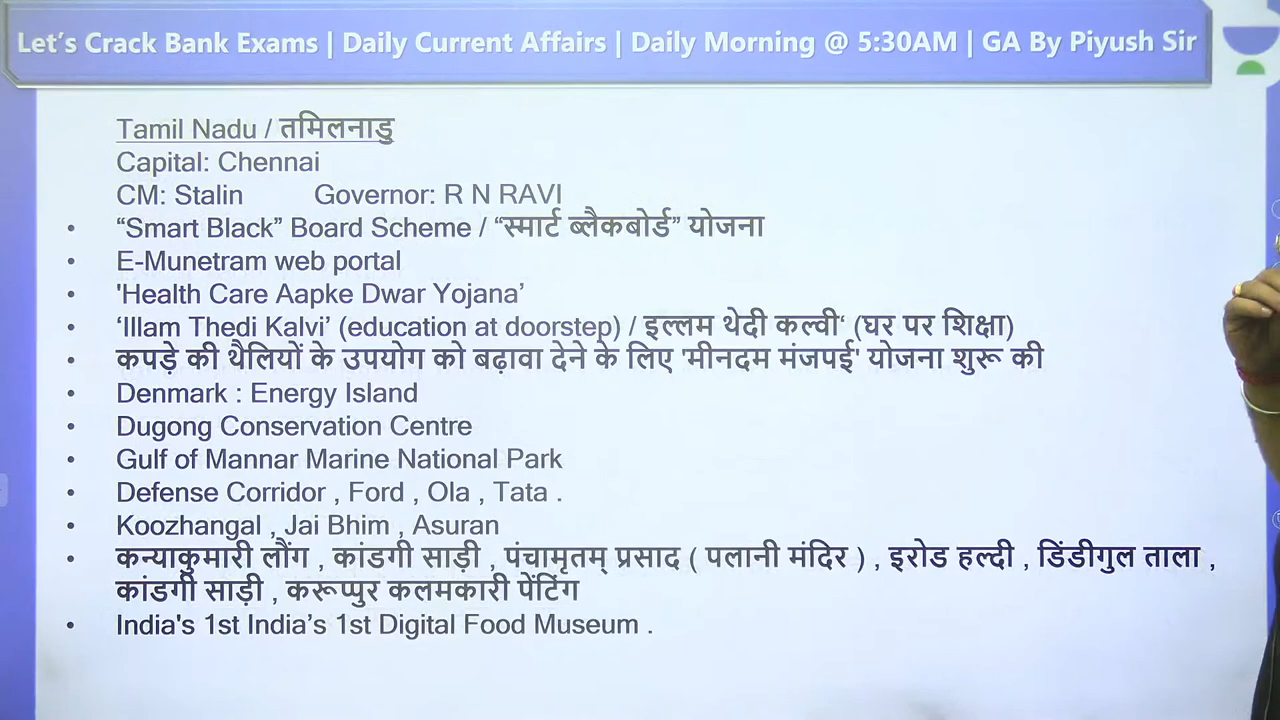 Let's Crack Bank Exams | Daily Current Affairs | Daily Morning @ 5:30AM | GA By Piyush Sir
Tamil Nadu / तमिलनाडु
Capital: Chennai
CM: Stalin Governor: R N RAVI
• “Smart Black” Board Scheme / “स्मार्ट ब्लैकबोर्ड” योजना
• E-Munetram web portal
• 'Health Care Aapke Dwar Yojana’
• ‘Illam Thedi Kalvi’ (education at doorstep) / इल्लम थेदी कल्वी‘ (घर पर शिक्षा)
• कपड़े की थैलियों के उपयोग को बढ़ावा देने के लिए 'मीनदम मंजपई' योजना शुरू की
• Denmark : Energy Island
• Dugong Conservation Centre
• Gulf of Mannar Marine National Park
• Defense Corridor , Ford , Ola , Tata .
• Koozhangal , Jai Bhim , Asuran
• कन्याकुमारी लौंग , कांडगी साड़ी , पंचामृतम् प्रसाद ( पलानी मंदिर ) , इरोड हल्दी , डिंडीगुल ताला ,
कांडगी साड़ी , करूप्पुर कलमकारी पेंटिंग
• India's 1st India’s 1st Digital Food Museum .